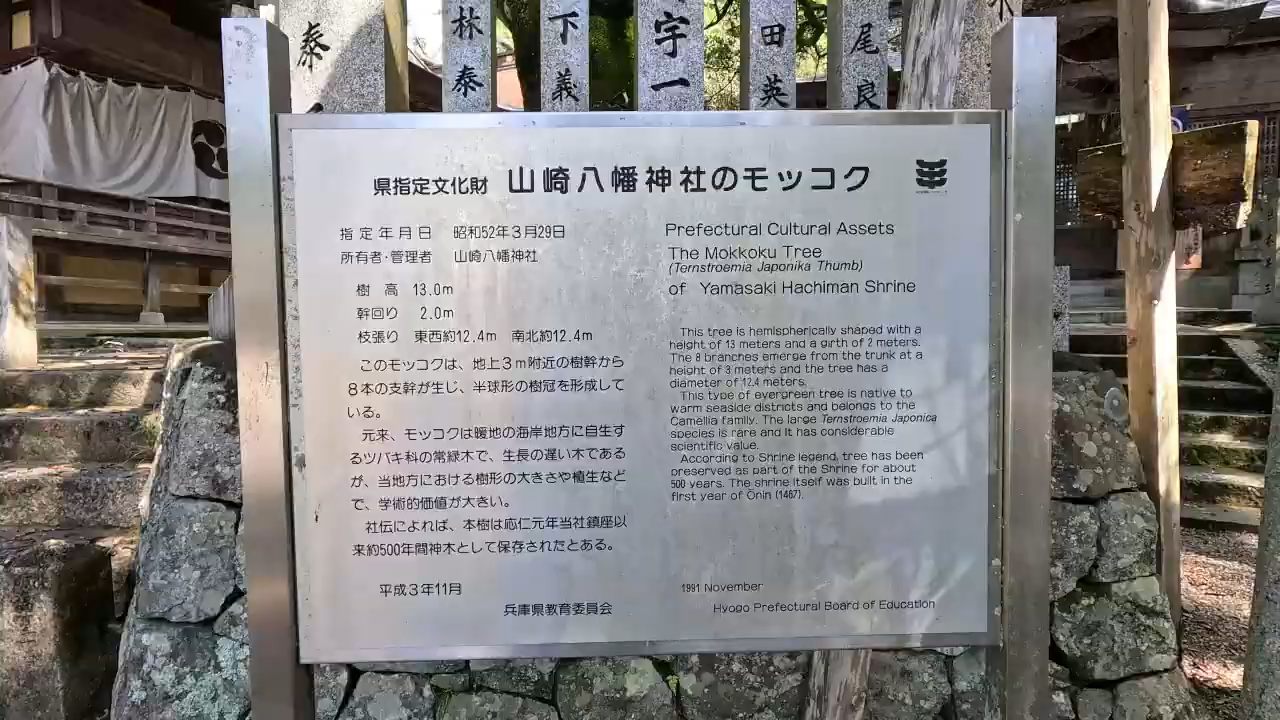 泰
林泰
下義
宇一
田英
尾良
県指定文化財 山崎八幡神社のモッコク
指定年月日 昭和52年3月29日
所有者・管理者 山崎八幡神社
樹 高 13.0m
幹回り 2.0m
枝張り 東西約12.4m 南北約12.4m
このモッコクは、地上3m附近の樹幹から
8本の支幹が生じ、半球形の樹冠を形成して
いる。
元来、モッコクは暖地の海岸地方に自生す
るツバキ科の常緑木で、生長の遅い木である
が、当地方における樹形の大きさや植生など
で、学術的価値が大きい。
社伝によれば、本樹は応仁元年当社鎮座以
来約500年間神木として保存されたとある。
平成3年11月
兵庫県教育委員会
Prefectural Cultural Assets
The Mokkoku Tree
(Ternstroemia Japonika Thumb)
of Yamasaki Hachiman Shrine
This tree is hemispherically shaped with a
height of 13 meters and a girth of 2 meters.
The 8 branches emerge from the trunk at a
height of 3 meters and the tree has a
diameter of 12.4 meters.
This type of evergreen tree is native to
warm seaside districts and belongs to the
Camellia family. The large Ternstroemia Japonica
species is rare and it has considerable
scientific value.
According to Shrine legend, tree has been
preserved as part of the Shrine for about
500 years. The shrine itself was built in the
first year of Ōnin (1467).
1991 November
Hyogo Prefectural Board of Education